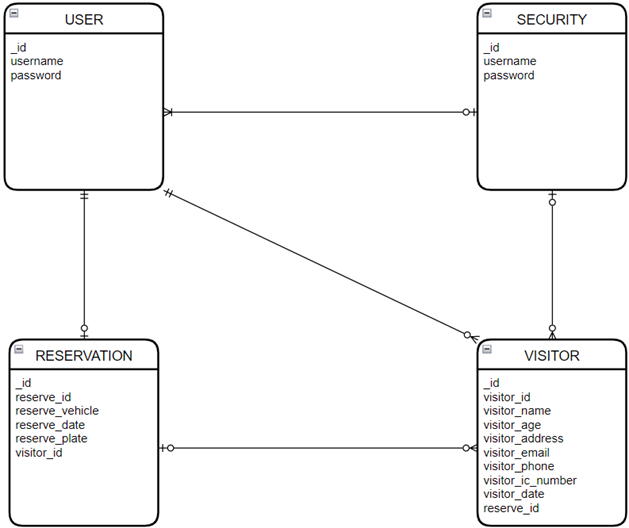 USER
_id
username
password
SECURITY
_id
username
password
RESERVATION
_id
reserve_id
reserve_vehicle
reserve_date
reserve_plate
visitor_id
VISITOR
_id
visitor_id
visitor_name
visitor_age
visitor_address
visitor_email
visitor_phone
visitor_ic_number
visitor_date
reserve_id